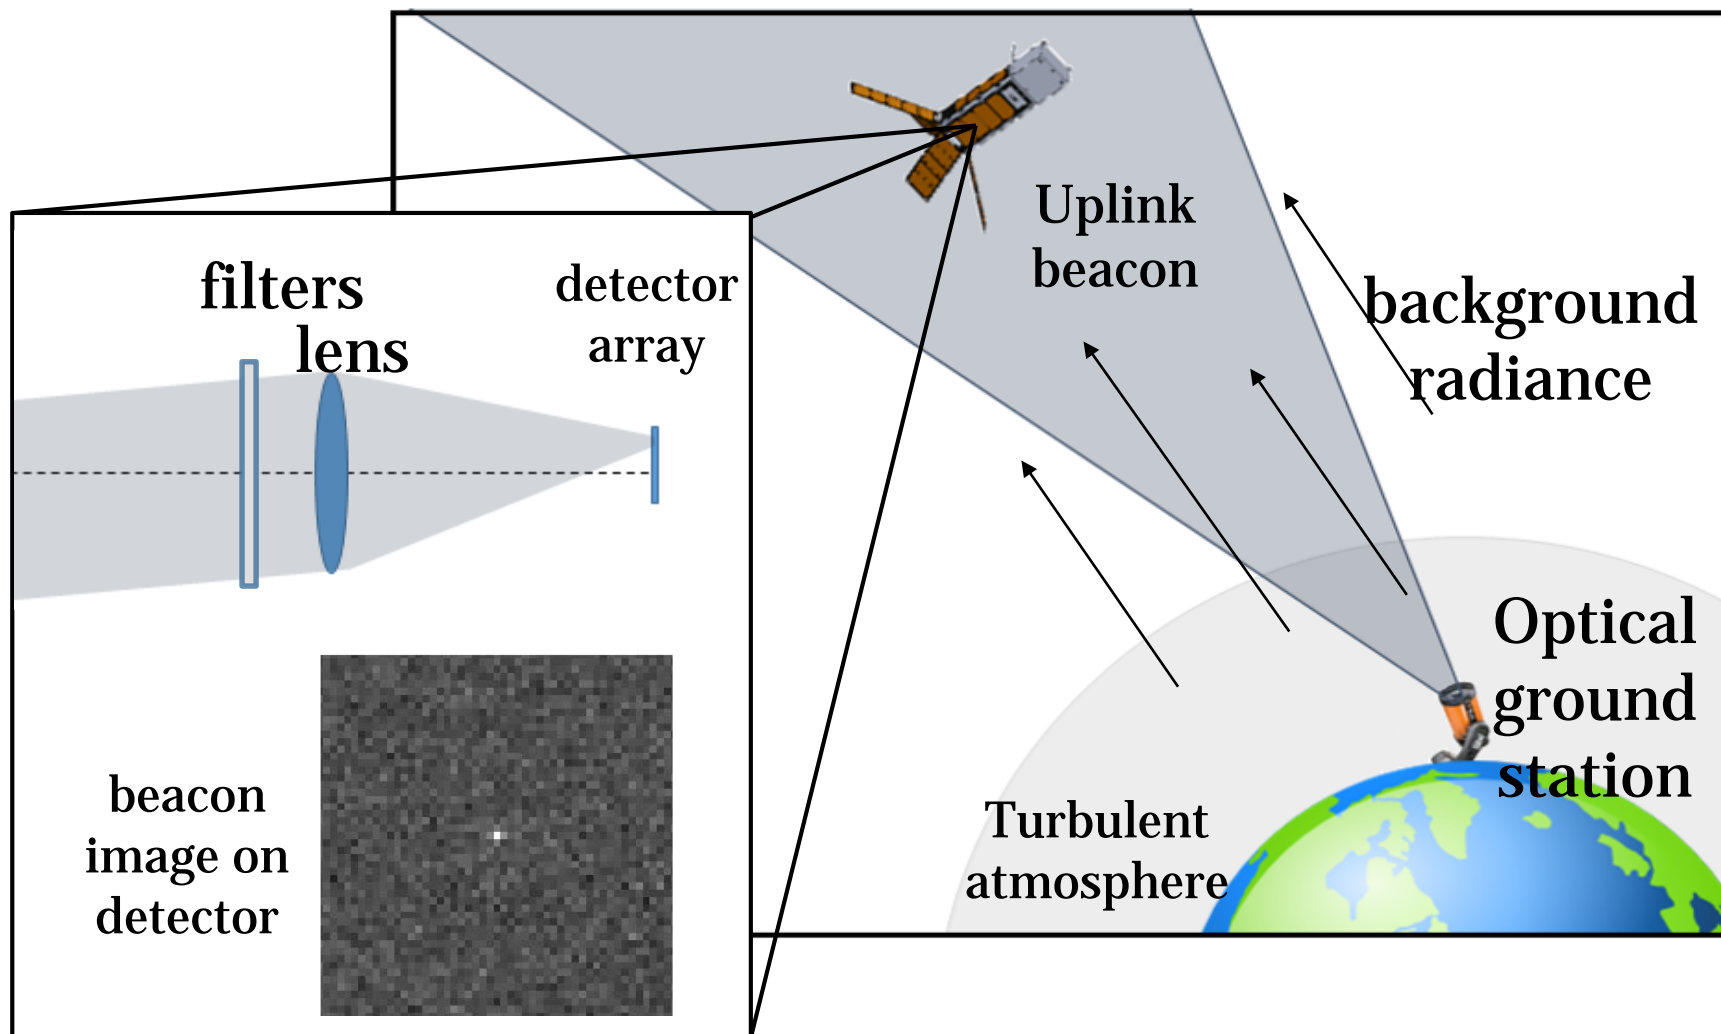 filters
lens
detector
array
beacon
image on
detector
Uplink
beacon
background
radiance
Optical
ground
station
Turbulent
atmosphere